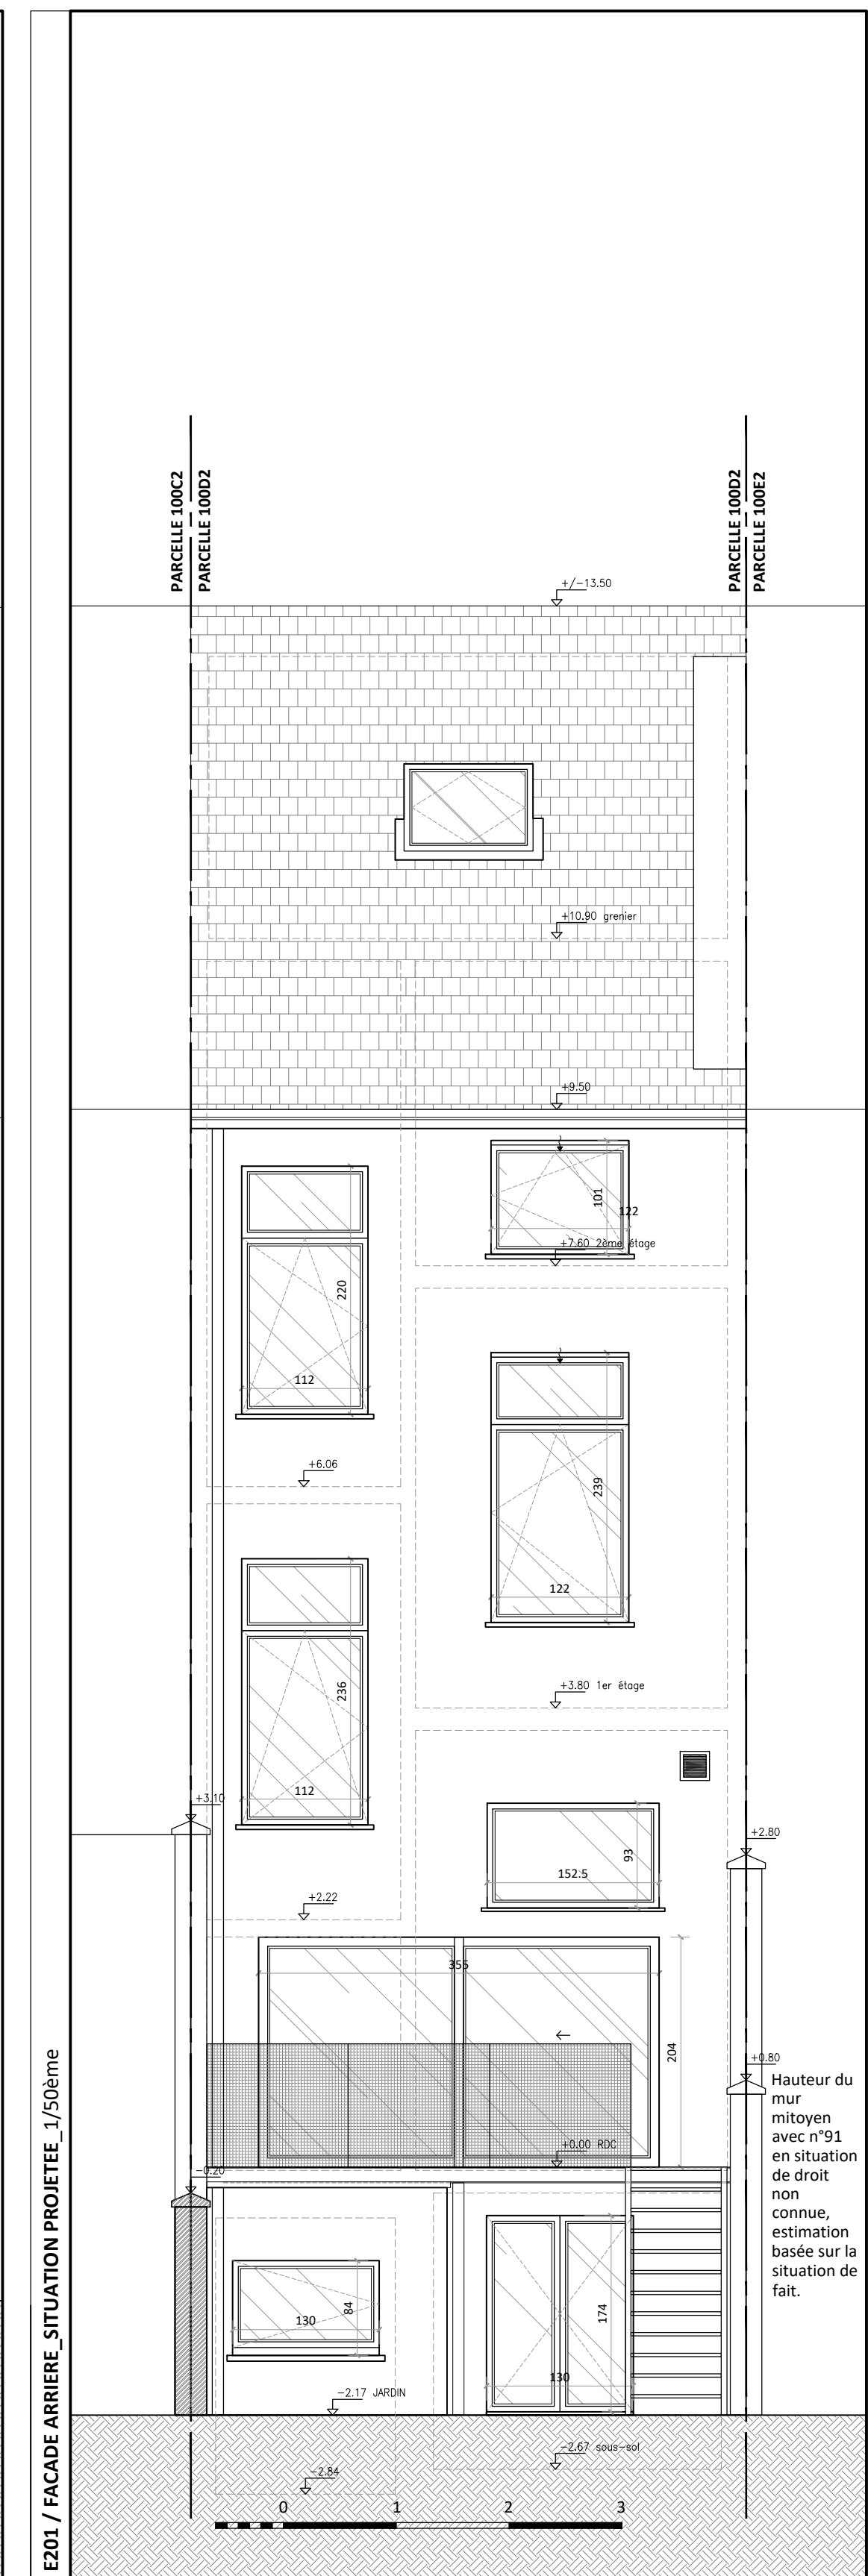 PARCELLE 100C2
PARCELLE 100D2
PARCELLE 100D2
PARCELLE 100E2
+/-13.50
+10.90 grenier
+9.50
101
122
+7.60 2ème étage
220
112
+6.06
239
122
236
112
+3.80 1er étage
+3.10
+2.80
93
152.5
+2.22
355
204
+0.80
Hauteur du
mur
mitoyen
avec n°91
en situation
de droit
non
connue,
estimation
basée sur la
situation de
fait.
+0.00 RDC
-0.20
84
130
174
130
-2.17 JARDIN
-2.67 sous-sol
-2.84
0 1 2 3
E201 / FACADE ARRIERE_SITUATION PROJETEE_1/50ème